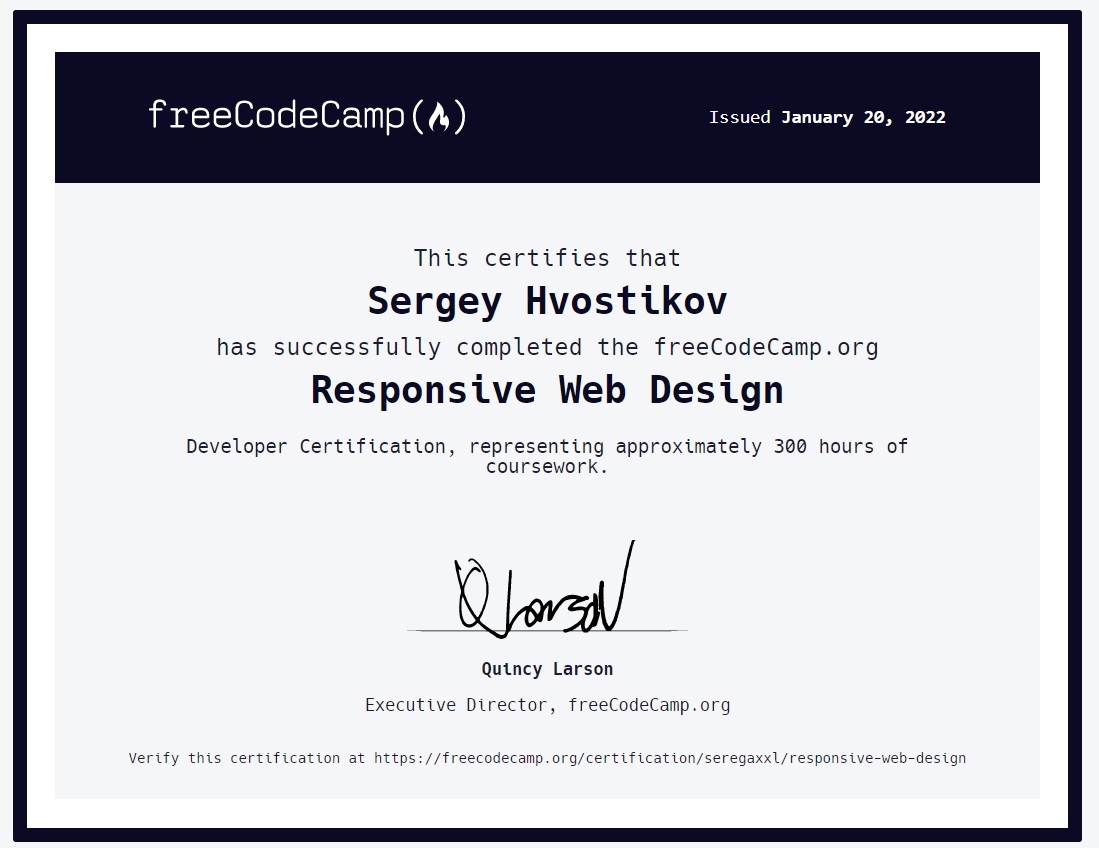 freeCodeCamp
Issued January 20, 2022
This certifies that
Sergey Hvostikov
has successfully completed the freeCodeCamp.org
Responsive Web Design
Developer Certification, representing approximately 300 hours of
coursework.
Q Larson
Quincy Larson
Executive Director, freeCodeCamp.org
Verify this certification at https://freecodecamp.org/certification/seregaxxl/responsive-web-design